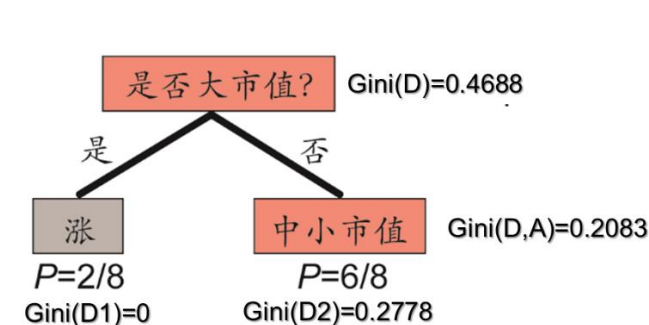 是否大市值?
Gini(D)=0.4688
是
否
涨
中小市值
Gini(D,A)=0.2083
P=2/8
P=6/8
Gini(D1)=0
Gini(D2)=0.2778